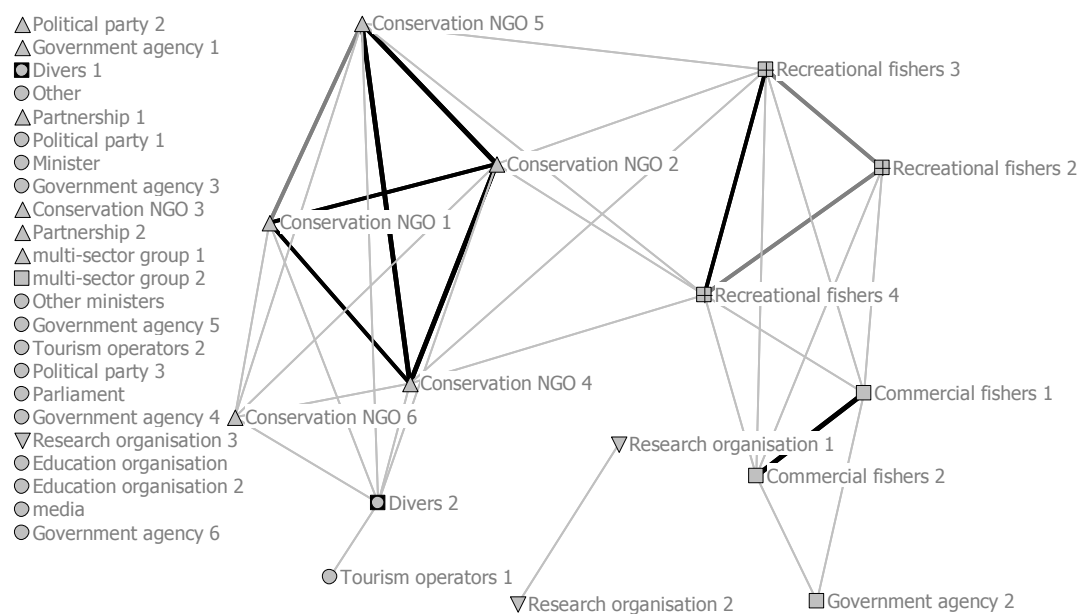 Political party 2
Government agency 1
Divers 1
Other
Partnership 1
Political party 1
Minister
Government agency 3
Conservation NGO 3
Partnership 2
multi-sector group 1
multi-sector group 2
Other ministers
Government agency 5
Tourism operators 2
Political party 3
Parliament
Government agency 4
Research organisation 3
Education organisation
Education organisation 2
media
Government agency 6
Conservation NGO 5
Recreational fishers 3
Conservation NGO 2
Recreational fishers 2
Conservation NGO 1
Recreational fishers 4
Conservation NGO 4
Commercial fishers 1
Conservation NGO 6
Research organisation 1
Commercial fishers 2
Divers 2
Tourism operators 1
Research organisation 2
Government agency 2